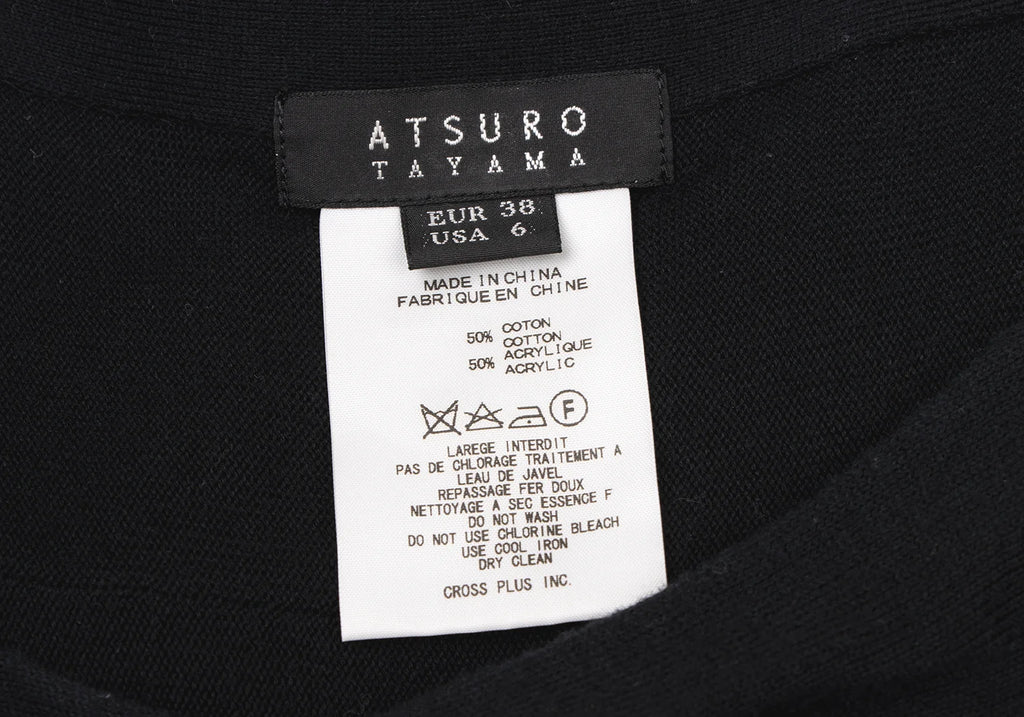 ATSURO
TAYAMA
EUR 38
USA 6
MADE IN CHINA
FABRIQUE EN CHINE
50% COTON
COTTON
50% ACRYLIQUE
ACRYLIC
F
LAREGE INTERDIT
PAS DE CHLORAGE TRAITEMENT A
LEAU DE JAVEL
REPASSAGE FER DOUX
NETTOYAGE A SEC ESSENCE F
DO NOT WASH
DO NOT USE CHLORINE BLEACH
USE COOL IRON
DRY CLEAN
CROSS PLUS INC.